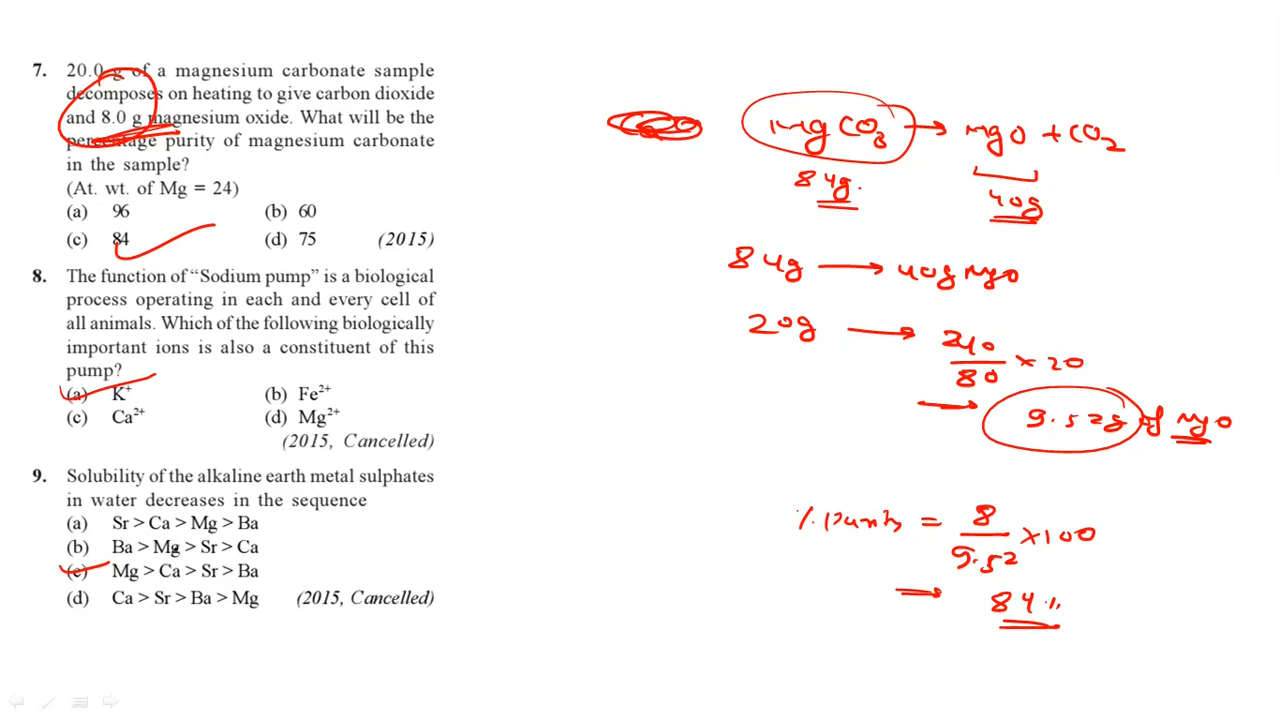 7. 20.0 g of a magnesium carbonate sample
decomposes on heating to give carbon dioxide
and 8.0 g magnesium oxide. What will be the
percentage purity of magnesium carbonate
in the sample?
(At. wt. of Mg = 24)
(a) 96 (b) 60
(c) 84 (d) 75 (2015)
8. The function of “Sodium pump” is a biological
process operating in each and every cell of
all animals. Which of the following biologically
important ions is also a constituent of this
pump?
(a) K⁺ (b) Fe²⁺
(c) Ca²⁺ (d) Mg²⁺
(2015, Cancelled)
9. Solubility of the alkaline earth metal sulphates
in water decreases in the sequence
(a) Sr > Ca > Mg > Ba
(b) Ba > Mg > Sr > Ca
(c) Mg > Ca > Sr > Ba
(d) Ca > Sr > Ba > Mg (2015, Cancelled)
MgCO₃ → MgO + CO₂
84g. 40g
84g → 40g MgO
20g → 240/80 × 20
→ 9.52g of MgO
% purity = 8/9.52 × 100
→ 84%